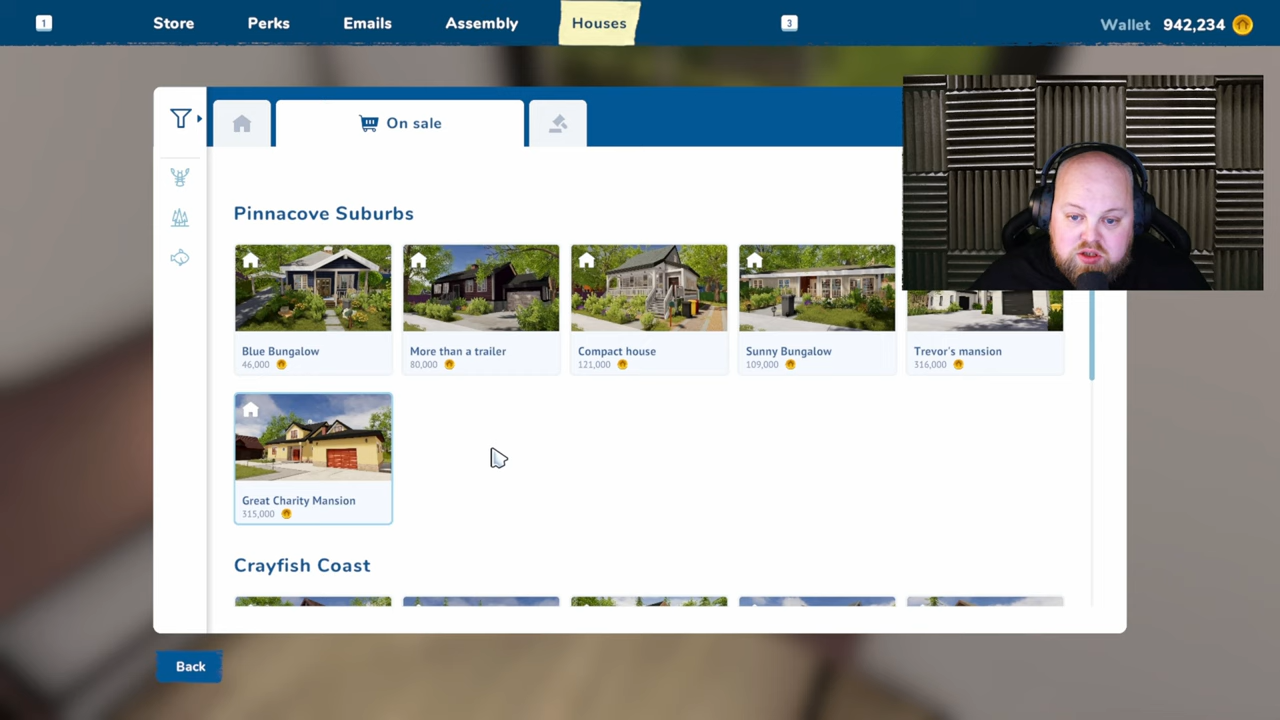 1 Store Perks Emails Assembly Houses 3 Wallet 942,234
On sale
Pinnacove Suburbs
Blue Bungalow
46,000
More than a trailer
80,000
Compact house
121,000
Sunny Bungalow
109,000
Trevor's mansion
316,000
Great Charity Mansion
315,000
Crayfish Coast
Back